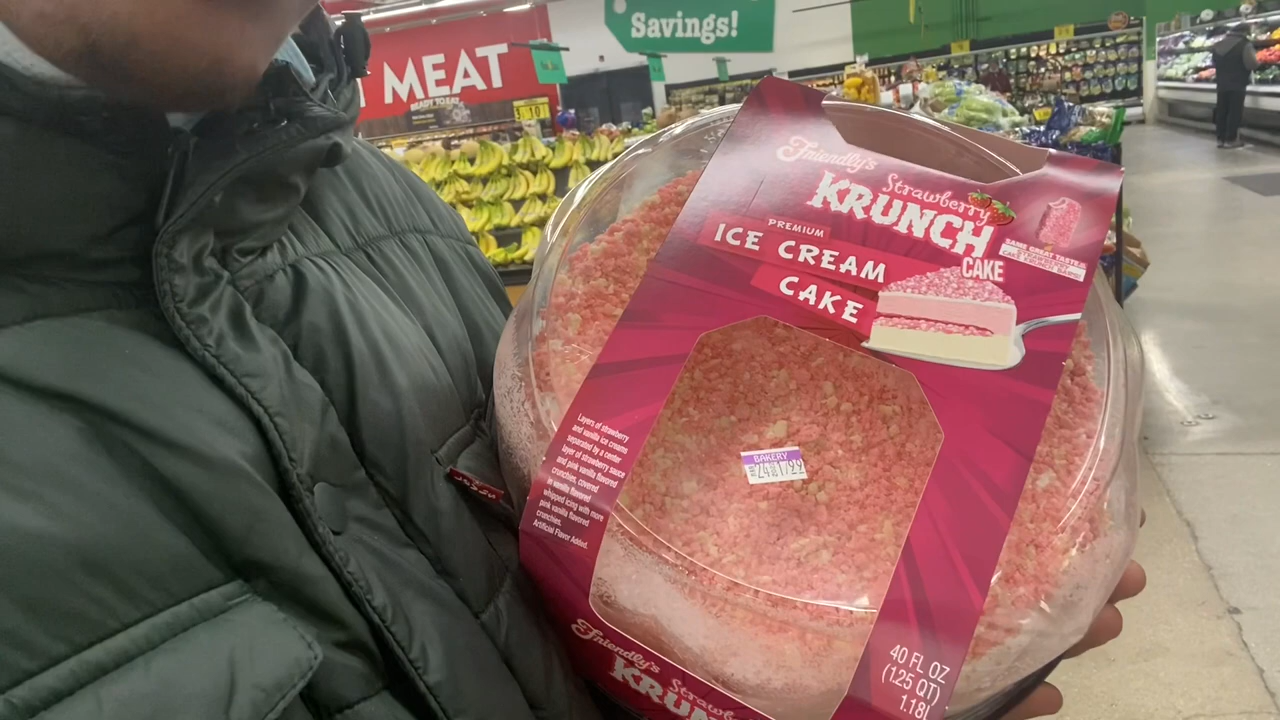 Savings!
MEAT
READY TO EAT
Friendly's
Strawberry
KRUNCH
CAKE
PREMIUM
ICE CREAM
CAKE
SAME GREAT TASTE
BAKERY
Layers of strawberry
and vanilla ice creams
separated by a center
layer of strawberry sauce
and pink vanilla flavored
crunchies, covered
in vanilla flavored
whipped icing with more
pink vanilla flavored
crunchies.
Artificial Flavor Added.
40 FL OZ
(1.25 QT)
1.18L
Friendly's
Strawberry